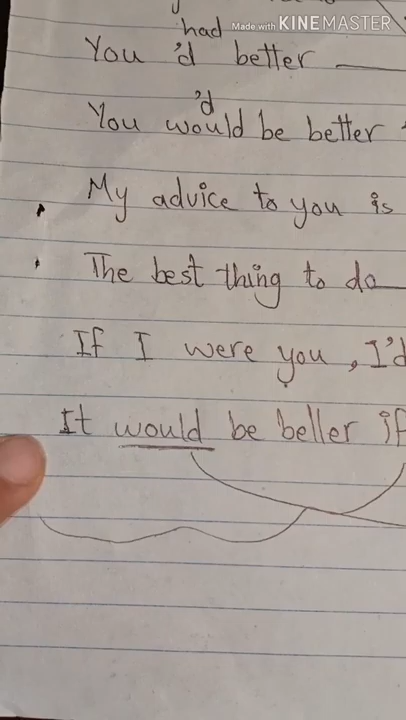 Made with KINEMASTER
had
You 'd better
'd
You would be better
My advice to you is
The best thing to do
If I were you, I'd
It would be beller if